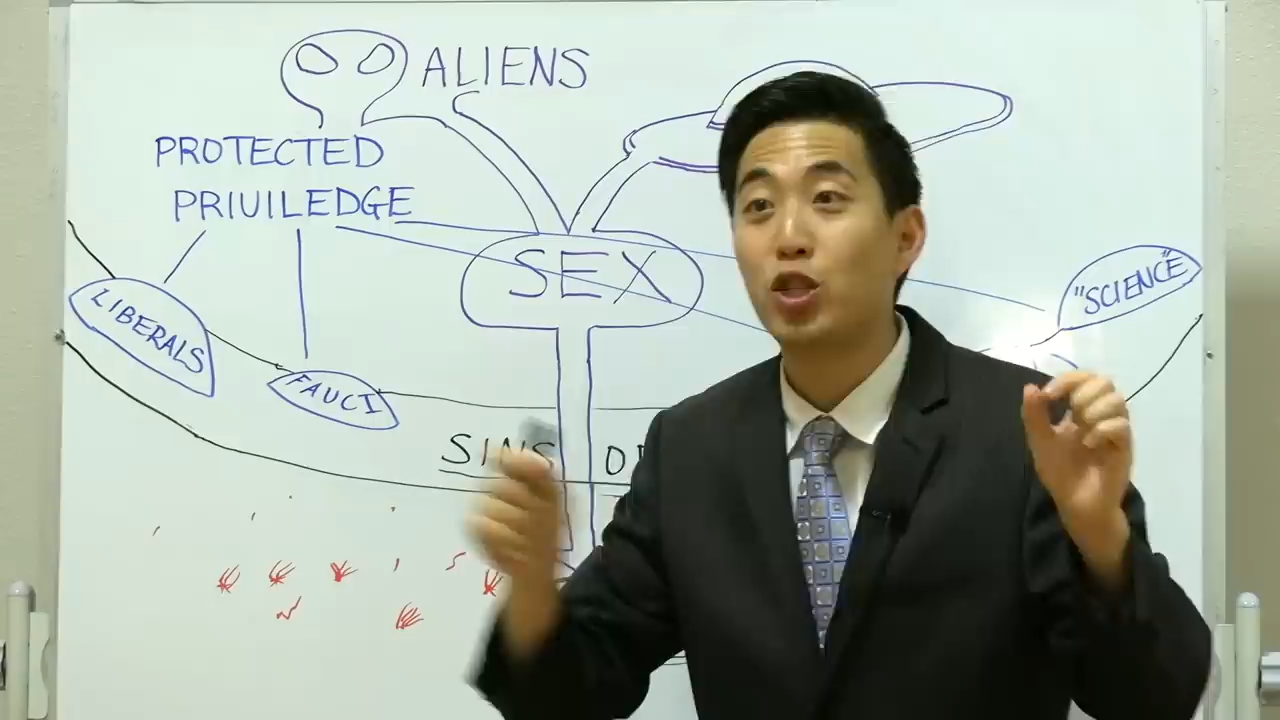 ALIENS
PROTECTED
PRIUILEDGE
SEX
"SCIENCE"
LIBERALS
FAUCI
SINS